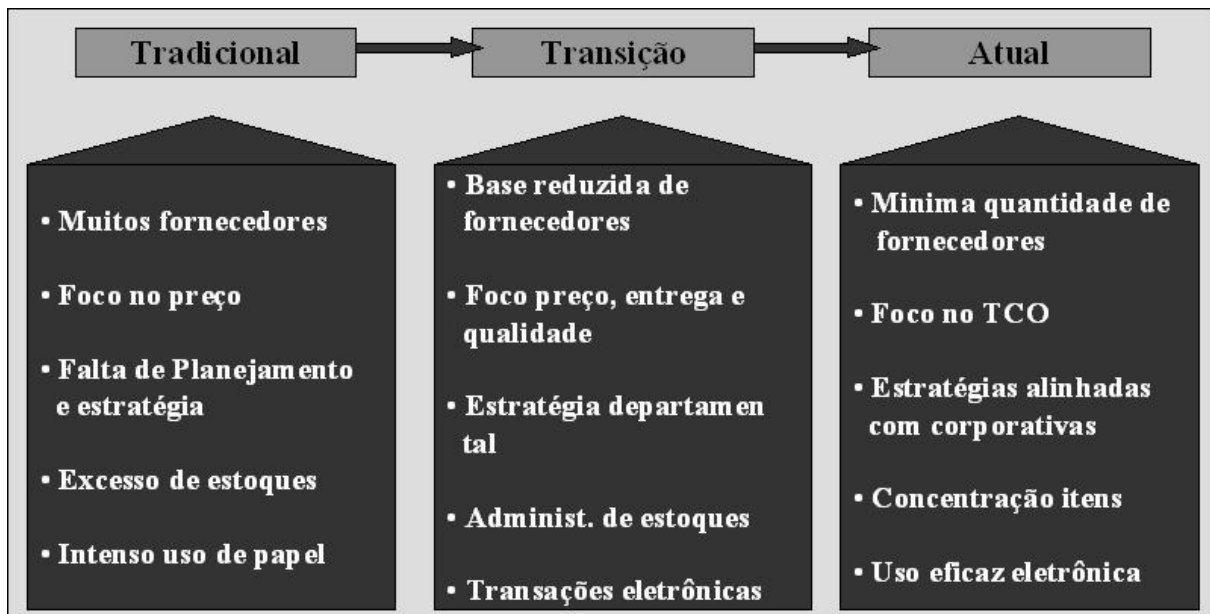 Tradicional
Transição
Atual
• Muitos fornecedores
• Foco no preço
• Falta de Planejamento
e estratégia
• Excesso de estoques
• Intenso uso de papel
• Base reduzida de
fornecedores
• Foco preço, entrega e
qualidade
• Estratégia departamen
tal
• Administ. de estoques
• Transações eletrônicas
• Minima quantidade de
fornecedores
• Foco no TCO
• Estratégias alinhadas
com corporativas
• Concentração itens
• Uso eficaz eletrônica